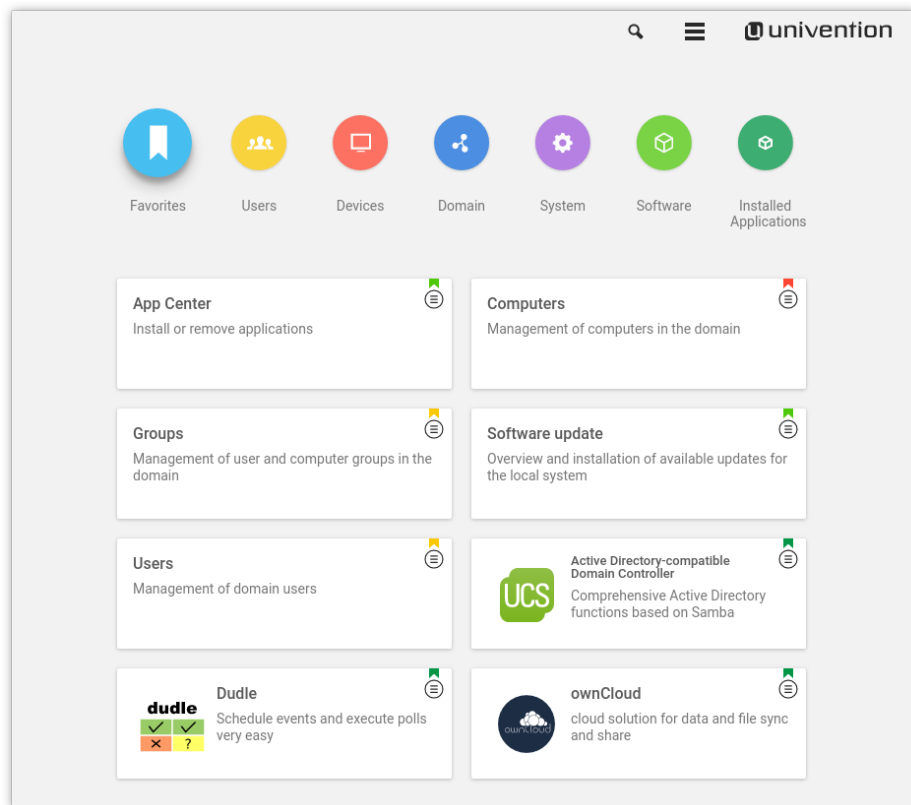 univention
Favorites
Users
Devices
Domain
System
Software
Installed
Applications
App Center
Install or remove applications
Computers
Management of computers in the domain
Groups
Management of user and computer groups in the
domain
Software update
Overview and installation of available updates for
the local system
Users
Management of domain users
UCS
Active Directory-compatible
Domain Controller
Comprehensive Active Directory
functions based on Samba
dudle
?
Dudle
Schedule events and execute polls
very easy
ownCloud
ownCloud
cloud solution for data and file sync
and share